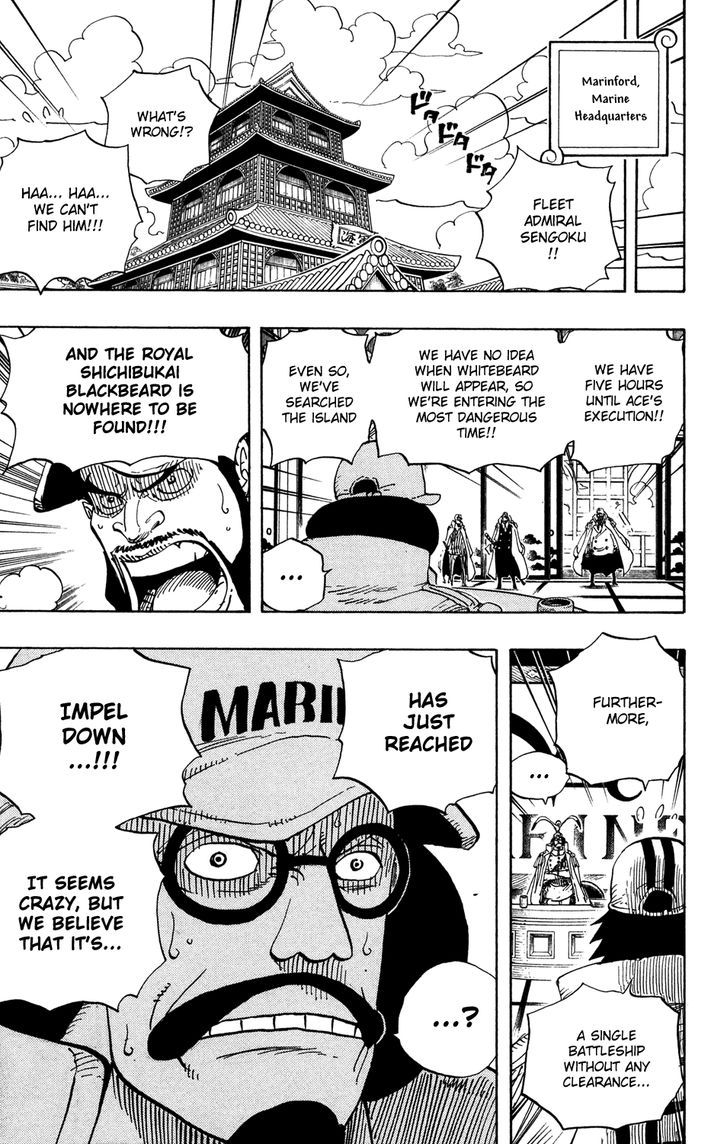 Marinford,
Marine
Headquarters
ドタ
ドタ
ドタ
FLEET
ADMIRAL
SENGOKU
!!
WHAT'S
WRONG!?
HAA... HAA...
WE CAN'T
FIND HIM!!!
WE HAVE
FIVE HOURS
UNTIL ACE'S
EXECUTION!!
WE HAVE NO IDEA
WHEN WHITEBEARD
WILL APPEAR, SO
WE'RE ENTERING THE
MOST DANGEROUS
TIME!!
EVEN SO,
WE'VE
SEARCHED
THE ISLAND
...
AND THE ROYAL
SHICHIBUKAI
BLACKBEARD IS
NOWHERE TO BE
FOUND!!!
FURTHER-
MORE,
...
A SINGLE
BATTLESHIP
WITHOUT ANY
CLEARANCE...
HAS
JUST
REACHED
IMPEL
DOWN
...!!!
MARIN
IT SEEMS
CRAZY, BUT
WE BELIEVE
THAT IT'S...
...?